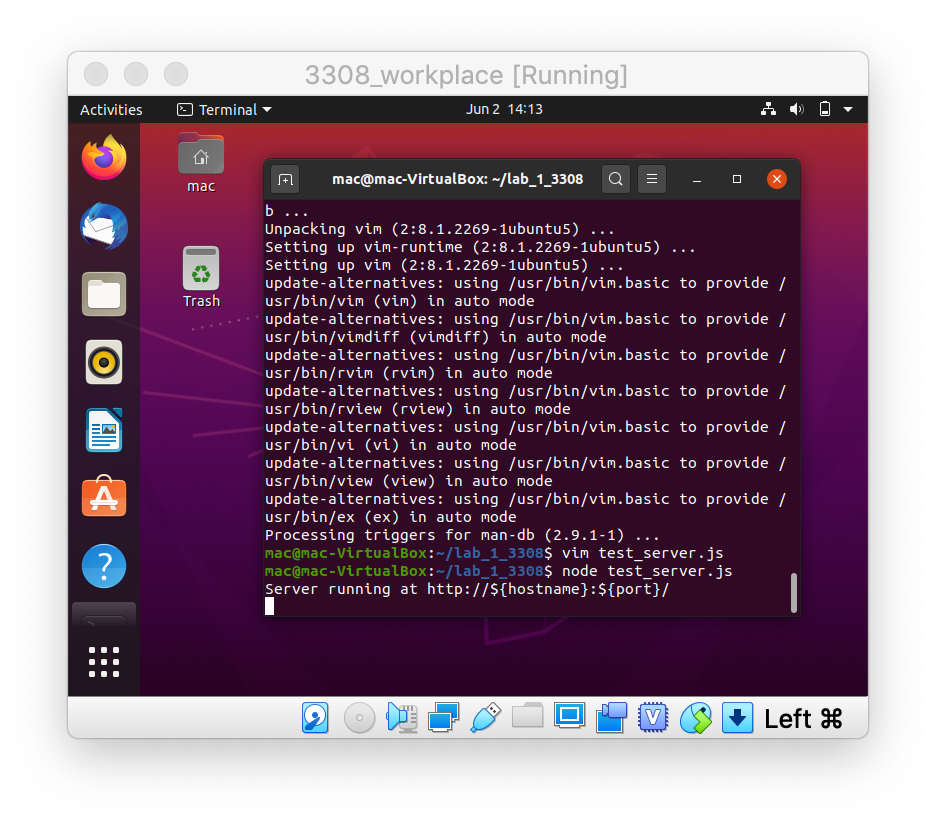 3308_workplace [Running]
Activities
Terminal
Jun 2 14:13
mac
Trash
mac@mac-VirtualBox: ~/lab_1_3308
b ...
Unpacking vim (2:8.1.2269-1ubuntu5) ...
Setting up vim-runtime (2:8.1.2269-1ubuntu5) ...
Setting up vim (2:8.1.2269-1ubuntu5) ...
update-alternatives: using /usr/bin/vim.basic to provide /
usr/bin/vim (vim) in auto mode
update-alternatives: using /usr/bin/vim.basic to provide /
usr/bin/vimdiff (vimdiff) in auto mode
update-alternatives: using /usr/bin/vim.basic to provide /
usr/bin/rvim (rvim) in auto mode
update-alternatives: using /usr/bin/vim.basic to provide /
usr/bin/rview (rview) in auto mode
update-alternatives: using /usr/bin/vim.basic to provide /
usr/bin/vi (vi) in auto mode
update-alternatives: using /usr/bin/vim.basic to provide /
usr/bin/view (view) in auto mode
update-alternatives: using /usr/bin/vim.basic to provide /
usr/bin/ex (ex) in auto mode
Processing triggers for man-db (2.9.1-1) ...
mac@mac-VirtualBox:~/lab_1_3308$ vim test_server.js
mac@mac-VirtualBox:~/lab_1_3308$ node test_server.js
Server running at http://${hostname}:${port}/
Left ⌘